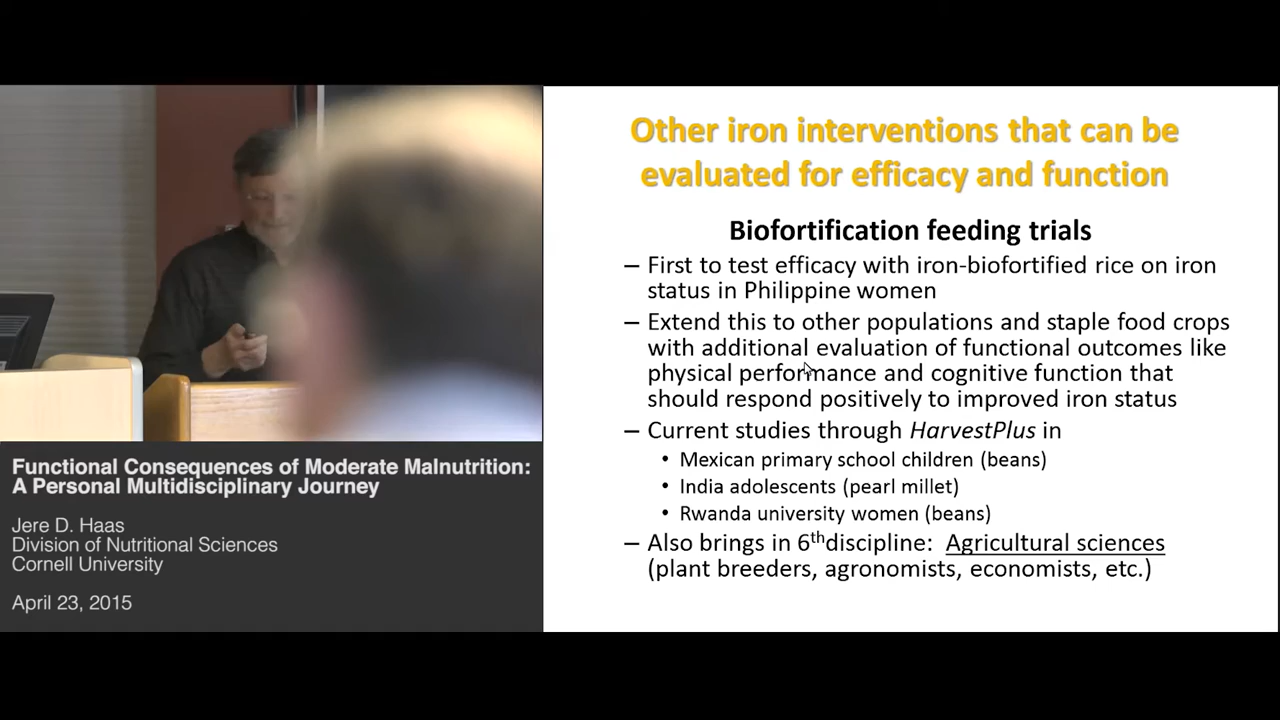 Other iron interventions that can be
evaluated for efficacy and function
Biofortification feeding trials
– First to test efficacy with iron-biofortified rice on iron
status in Philippine women
– Extend this to other populations and staple food crops
with additional evaluation of functional outcomes like
physical performance and cognitive function that
should respond positively to improved iron status
– Current studies through HarvestPlus in
• Mexican primary school children (beans)
• India adolescents (pearl millet)
• Rwanda university women (beans)
– Also brings in 6thdiscipline: Agricultural sciences
(plant breeders, agronomists, economists, etc.)
Functional Consequences of Moderate Malnutrition:
A Personal Multidisciplinary Journey
Jere D. Haas
Division of Nutritional Sciences
Cornell University
April 23, 2015